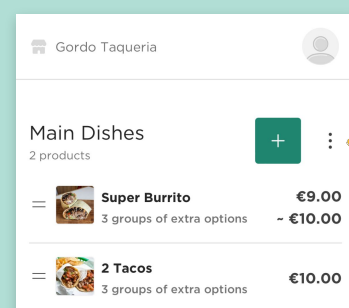 Gordo Taqueria
Main Dishes
2 products
Super Burrito
€9.00
3 groups of extra options
~ €10.00
2 Tacos
€10.00
3 groups of extra options